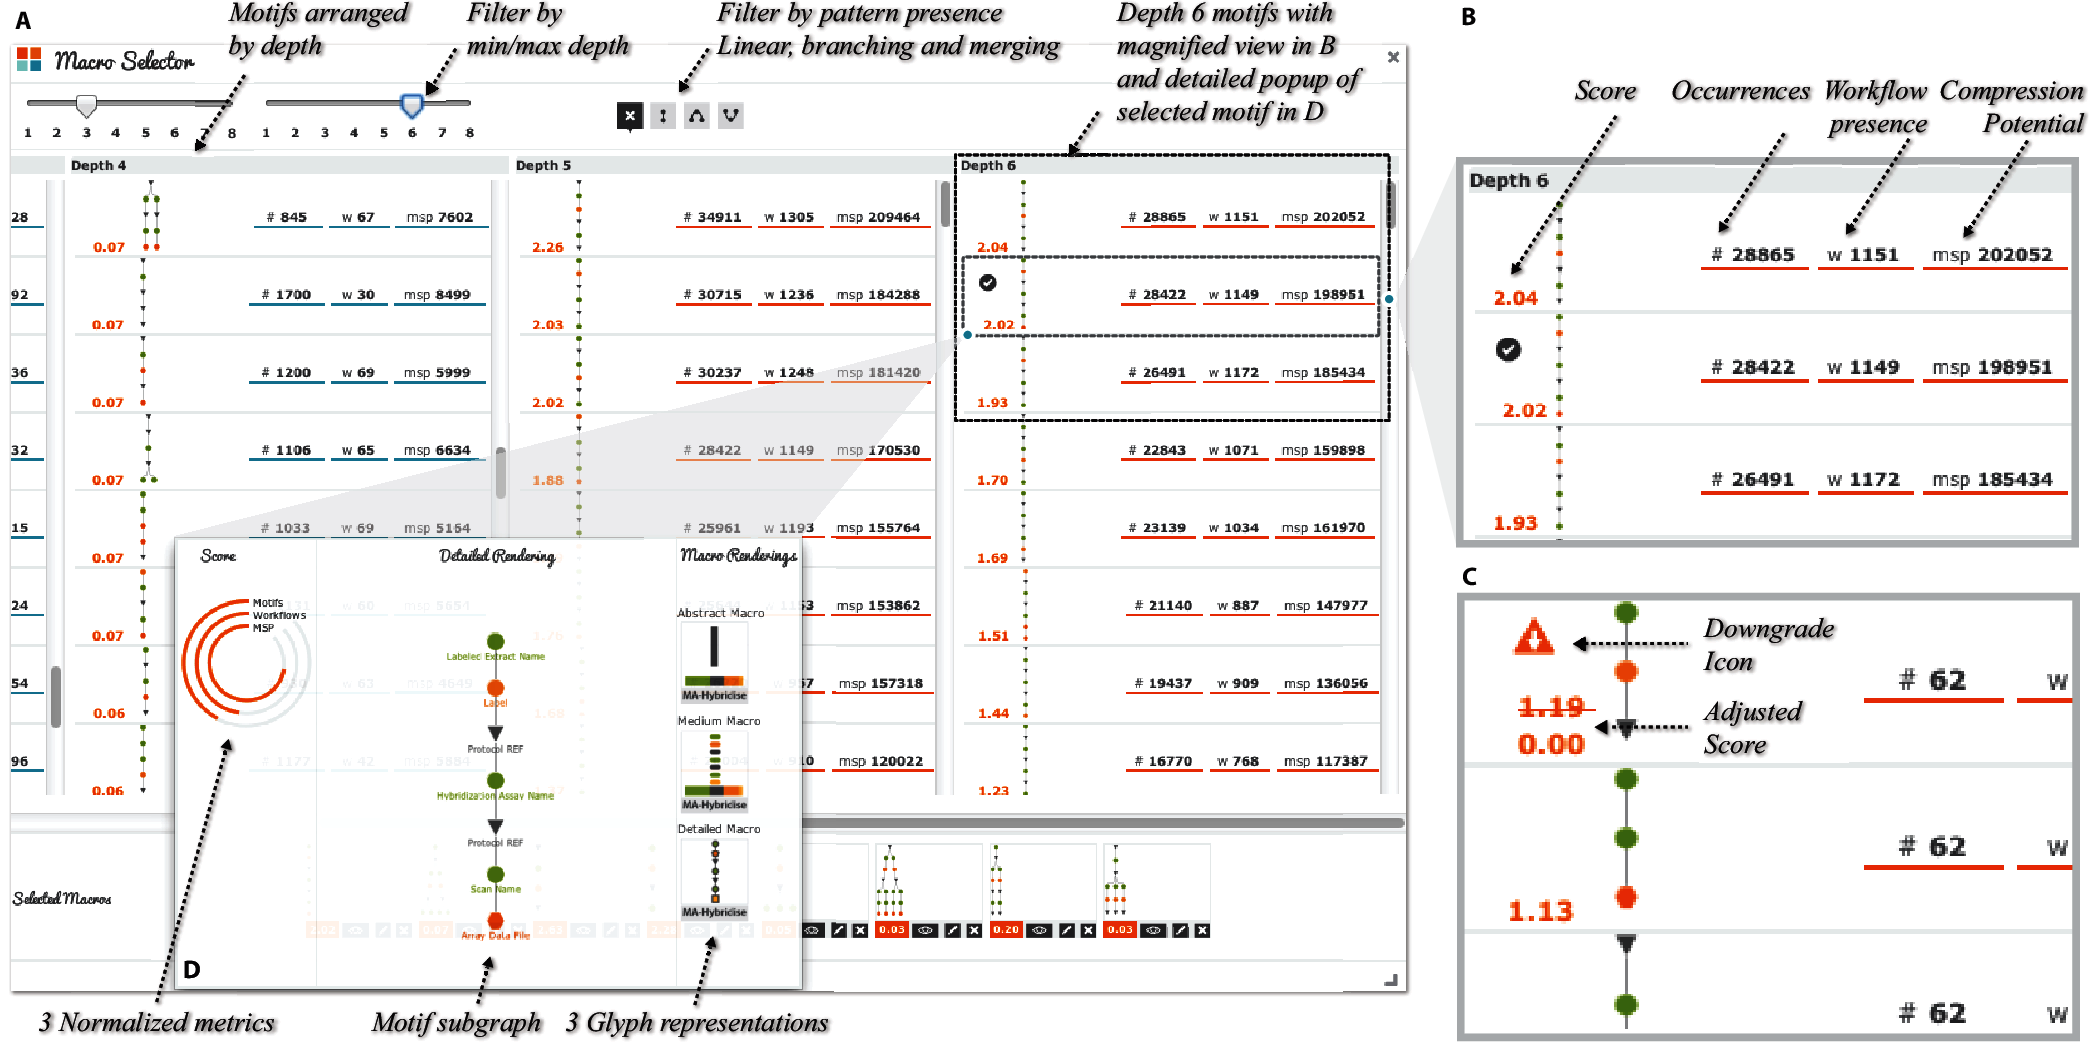 A
Motifs arranged
by depth
Filter by
min/max depth
Filter by pattern presence
Linear, branching and merging
Depth 6 motifs with
magnified view in B
and detailed popup of
selected motif in D
Macro Selector
1 2 3 4 5 6 7 8
1 2 3 4 5 6 7 8
Depth 4
Depth 5
Depth 6
28
# 845 w 67 msp 7602
0.07
92
# 1700 w 30 msp 8499
0.07
36
# 1200 w 69 msp 5999
0.07
32
# 1106 w 65 msp 6634
0.07
15
# 1033 w 69 msp 5164
0.07
24
w 60 msp 5654
0.07
54
w 63 msp 4649
0.06
96
# 1177 w 42 msp 5884
0.06
# 34911 w 1305 msp 209464
2.26
# 30715 w 1236 msp 184288
2.03
# 30237 w 1248 msp 181420
2.02
# 28422 w 1149 msp 170530
1.88
# 25961 w 1193 msp 155764
msp 153862
msp 157318
msp 120022
# 28865 w 1151 msp 202052
2.04
# 28422 w 1149 msp 198951
2.02
# 26491 w 1172 msp 185434
1.93
# 22843 w 1071 msp 159898
1.70
# 23139 w 1034 msp 161970
1.69
# 21140 w 887 msp 147977
1.51
# 19437 w 909 msp 136056
1.44
# 16770 w 768 msp 117387
1.23
Selected Macros
0.03
0.20
0.03
Score
Motifs
Workflows
MSP
Detailed Rendering
Labeled Extract Name
Label
Protocol REF
Hybridization Assay Name
Protocol REF
Scan Name
Array Data File
Macro Renderings
Abstract Macro
MA-Hybridise
Medium Macro
MA-Hybridise
Detailed Macro
MA-Hybridise
D
3 Normalized metrics
Motif subgraph
3 Glyph representations
B
Score
Occurrences
Workflow
presence
Compression
Potential
Depth 6
# 28865 w 1151 msp 202052
2.04
# 28422 w 1149 msp 198951
2.02
# 26491 w 1172 msp 185434
1.93
C
Downgrade
Icon
# 62 w
1.19
Adjusted
Score
0.00
# 62 w
1.13
# 62 w